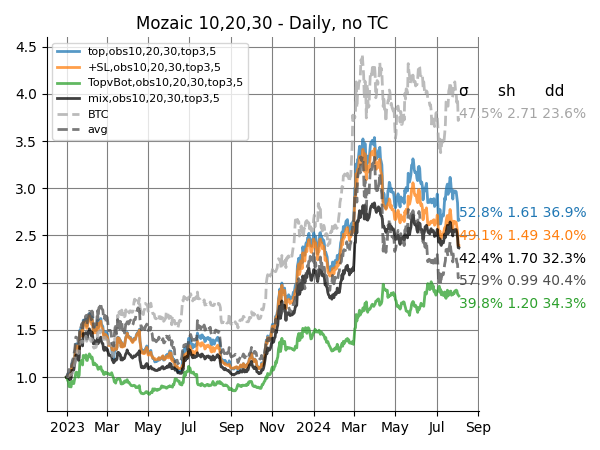 Mozaic 10,20,30 - Daily, no TC
4.5
4.0
3.5
3.0
2.5
2.0
1.5
1.0
top,obs10,20,30,top3,5
+SL,obs10,20,30,top3,5
TopvBot,obs10,20,30,top3,5
mix,obs10,20,30,top3,5
BTC
avg
σ sh dd
47.5% 2.71 23.6%
52.8% 1.61 36.9%
49.1% 1.49 34.0%
42.4% 1.70 32.3%
57.9% 0.99 40.4%
39.8% 1.20 34.3%
2023 Mar May Jul Sep Nov 2024 Mar May Jul Sep